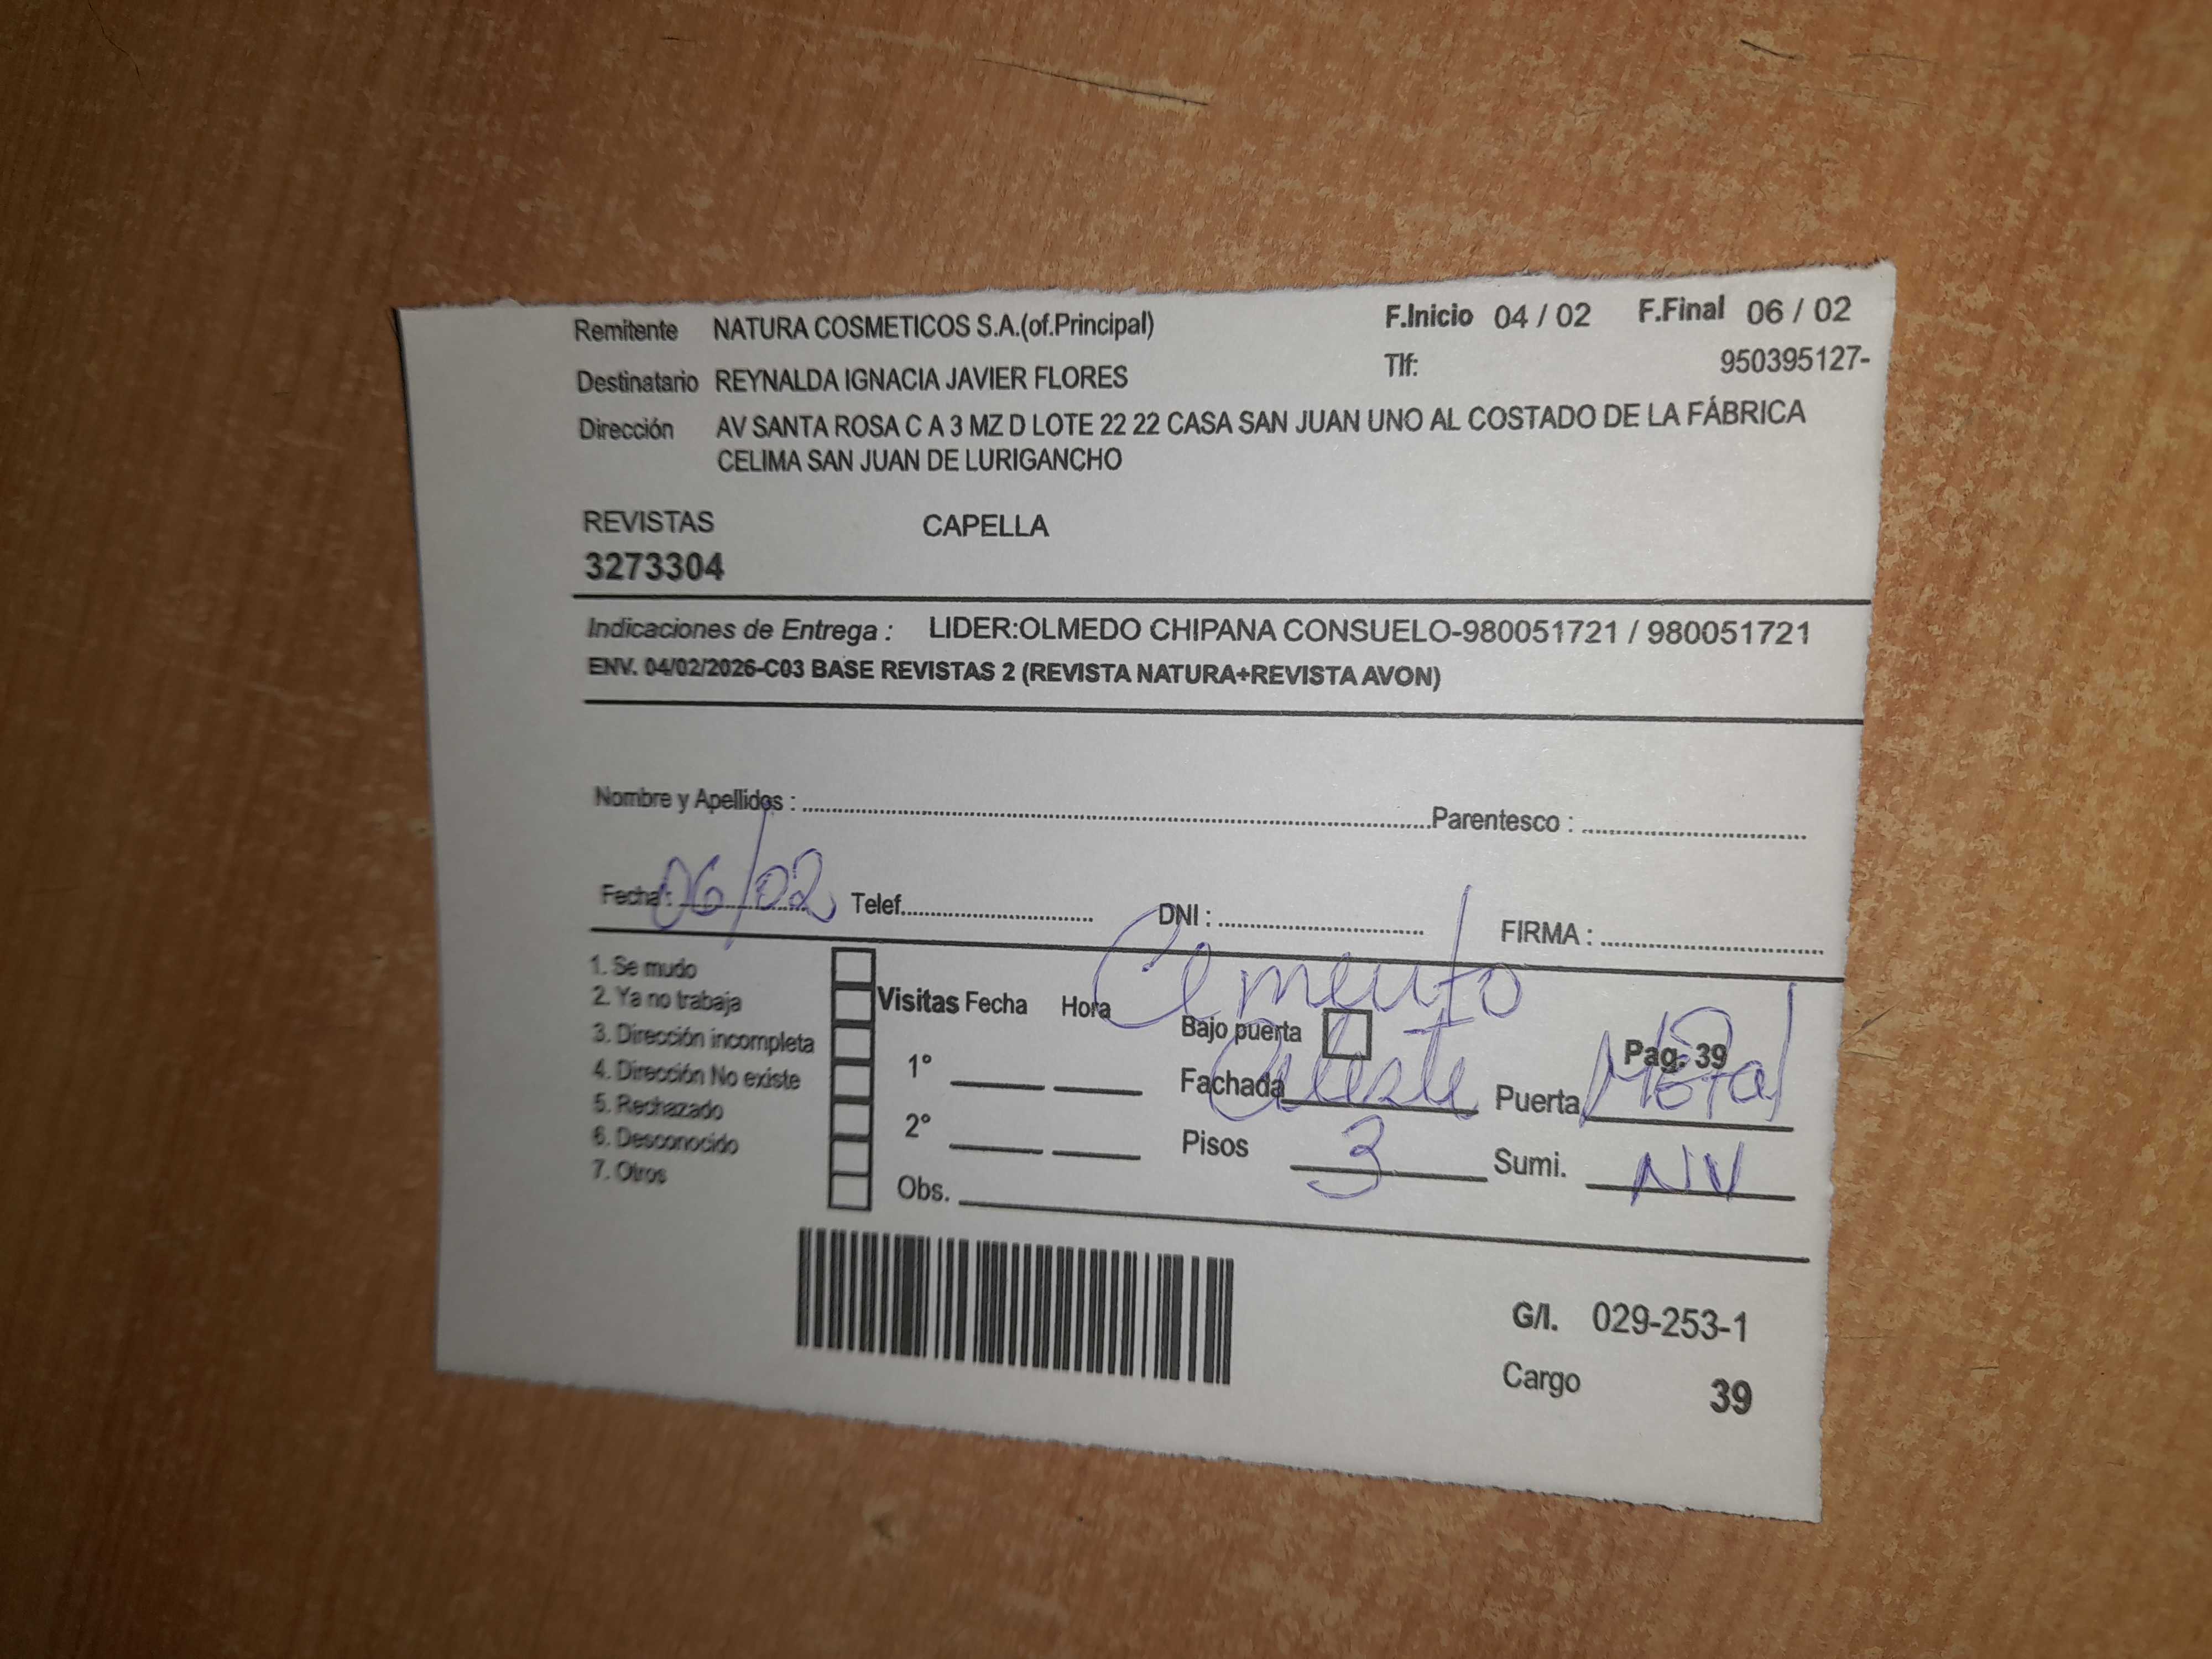 Remitente NATURA COSMETICOS S.A.(of.Principal) F.Inicio 04 / 02 F.Final 06 / 02
Destinatario REYNALDA IGNACIA JAVIER FLORES Tlf: 950395127-
Dirección AV SANTA ROSA C A 3 MZ D LOTE 22 22 CASA SAN JUAN UNO AL COSTADO DE LA FÁBRICA
CELIMA SAN JUAN DE LURIGANCHO
REVISTAS CAPELLA
3273304
Indicaciones de Entrega : LIDER:OLMEDO CHIPANA CONSUELO-980051721 / 980051721
ENV. 04/02/2026-C03 BASE REVISTAS 2 (REVISTA NATURA+REVISTA AVON)
Nombre y Apellidos : Parentesco :
Fecha : 06/02 Telef. DNI : FIRMA :
1. Se mudo
2. Ya no trabaja
3. Dirección incompleta
4. Dirección No existe
5. Rechazado
6. Desconocido
7. Otros
Visitas Fecha Hora
1°
2°
Obs.
Cemento
Bajo puerta Pag. 39
Fachada Celeste Puerta Metal
Pisos 3 Sumi. NV
G/I. 029-253-1
Cargo 39